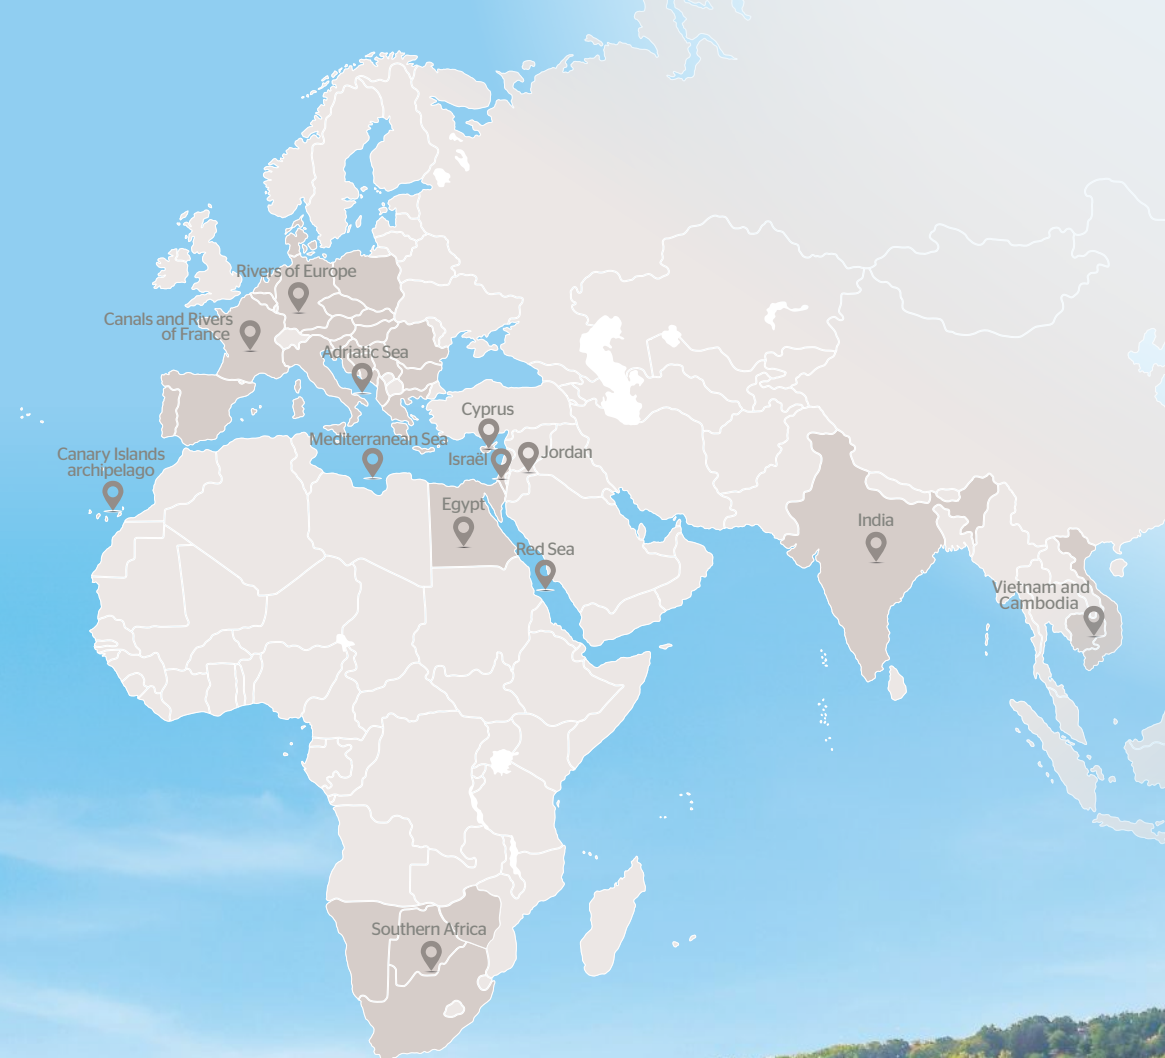 Rivers of Europe
Canals and Rivers
of France
Adriatic Sea
Cyprus
Mediterranean Sea
Israël
Jordan
Canary Islands
archipelago
Egypt
Red Sea
India
Vietnam and
Cambodia
Southern Africa